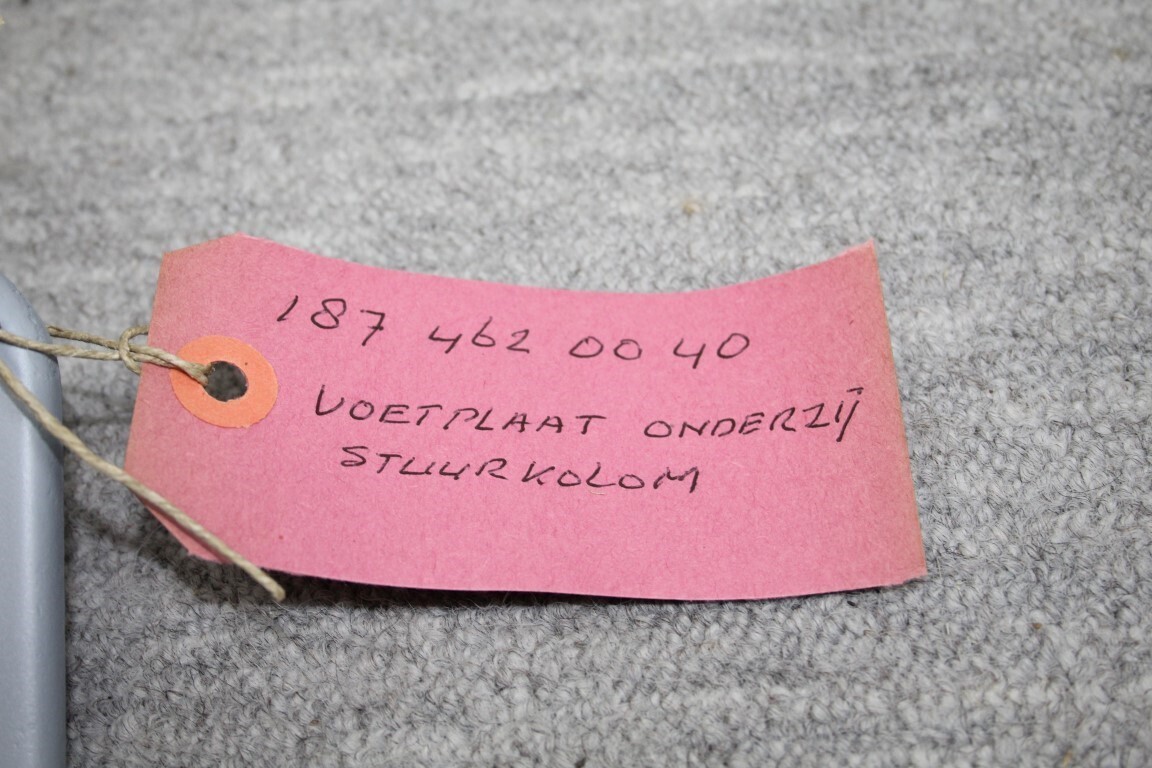 187 462 00 40
VOETPLAAT ONDERZIJ
STUURKOLOM